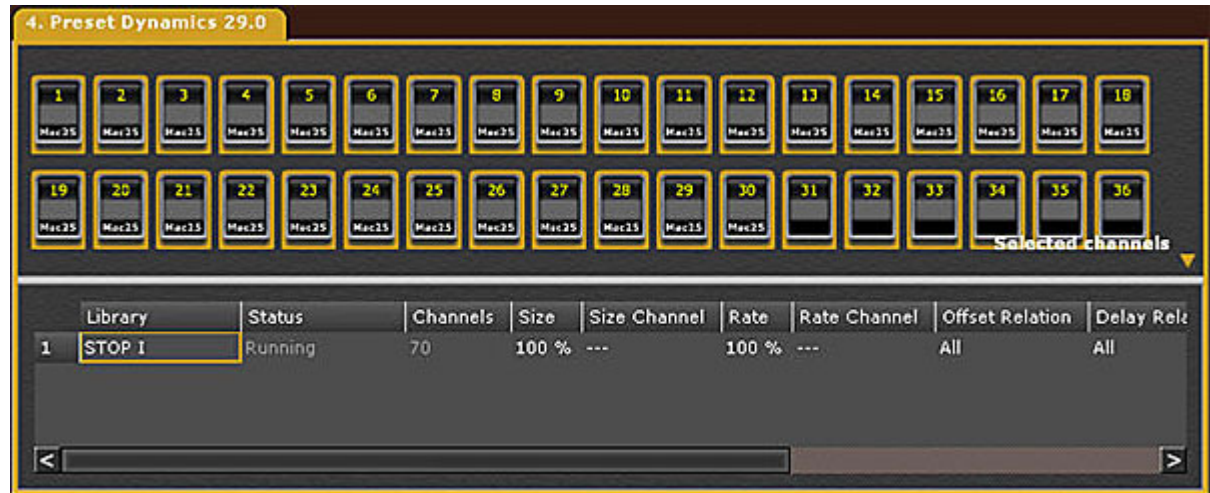 4. Preset Dynamics 29.0
1 2 3 4 5 6 7 8 9 10 11 12 13 14 15 16 17 18
Mac25 Mac25 Mac25 Mac25 Mac25 Mac25 Mac25 Mac25 Mac25 Mac25 Mac25 Mac25 Mac25 Mac25 Mac25 Mac25 Mac25 Mac25
19 20 21 22 23 24 25 26 27 28 29 30 31 32 33 34 35 36
Mac25 Mac25 Mac25 Mac25 Mac25 Mac25 Mac25 Mac25 Mac25 Mac25 Mac25 Mac25
Selected channels
Library Status Channels Size Size Channel Rate Rate Channel Offset Relation Delay Rela
1 STOP I Running 70 100 % --- 100 % --- All All
< >